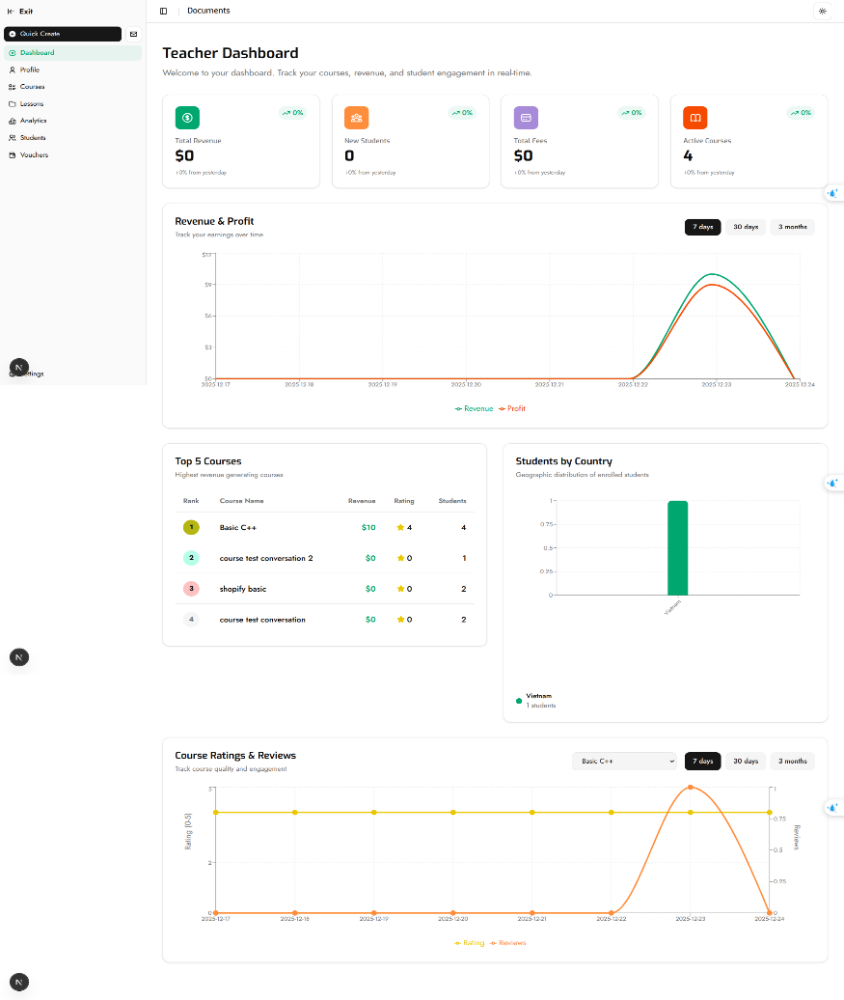 Exit
Quick Create
Dashboard
Profile
Courses
Lessons
Analytics
Students
Vouchers
N
Documents
Teacher Dashboard
Welcome to your dashboard. Track your courses, revenue, and student engagement in real-time.
0%
Total Revenue
$0
+0% from yesterday
0%
New Students
0
+0% from yesterday
0%
Total Fees
$0
+0% from yesterday
0%
Active Courses
4
+0% from yesterday
Revenue & Profit
Track your earnings over time
7 days 30 days 3 months
$12
$9
$6
$3
$0
2025-12-17 2025-12-18 2025-12-19 2025-12-20 2025-12-21 2025-12-22 2025-12-23 2025-12-24
Revenue Profit
Top 5 Courses
Highest revenue generating courses
Rank Course Name Revenue Rating Students
1 Basic C++ $10 4 4
2 course test conversation 2 $0 0 1
3 shopify basic $0 0 2
4 course test conversation $0 0 2
Students by Country
Geographic distribution of enrolled students
1
0.75
0.5
0.25
0
Vietnam
Vietnam
1 students
N
Course Ratings & Reviews
Track course quality and engagement
Basic C++ 7 days 30 days 3 months
Rating (0-5)
5
2
0
1
0.75
0.5
0.25
0
Reviews
2025-12-17 2025-12-18 2025-12-19 2025-12-20 2025-12-21 2025-12-22 2025-12-23 2025-12-24
Rating Reviews
N